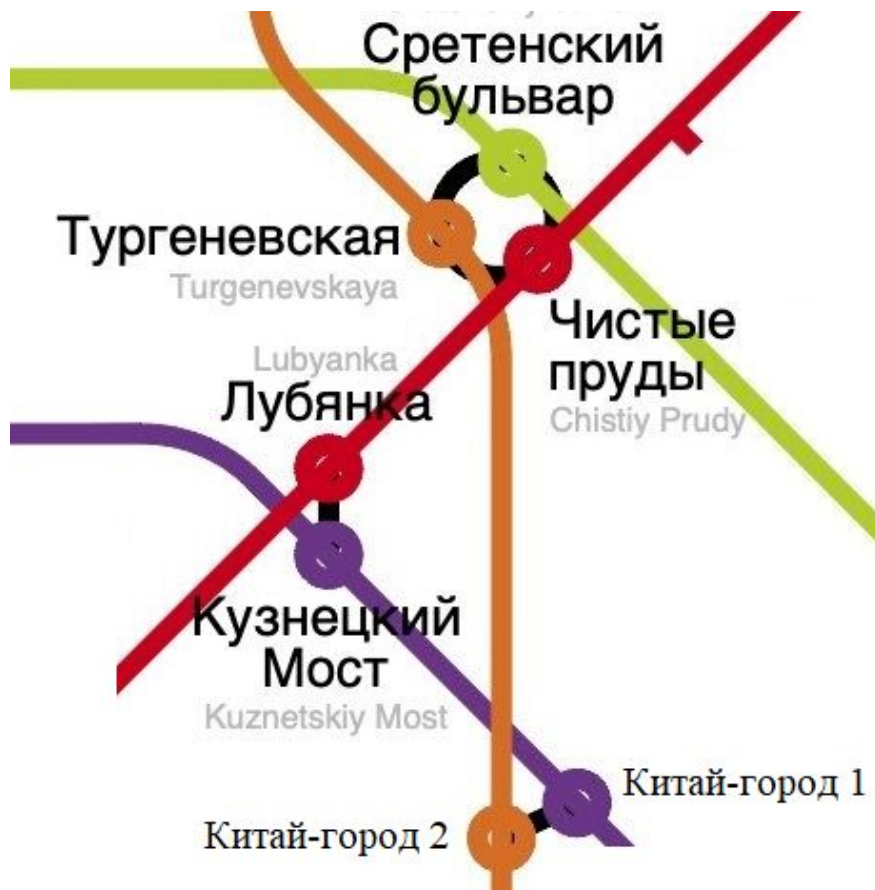 Сретенский
бульвар
Тургеневская
Turgenevskaya
Чистые
пруды
Chistiy Prudy
Lubyanka
Лубянка
Кузнецкий
Мост
Kuznetskiy Most
Китай-город 1
Китай-город 2